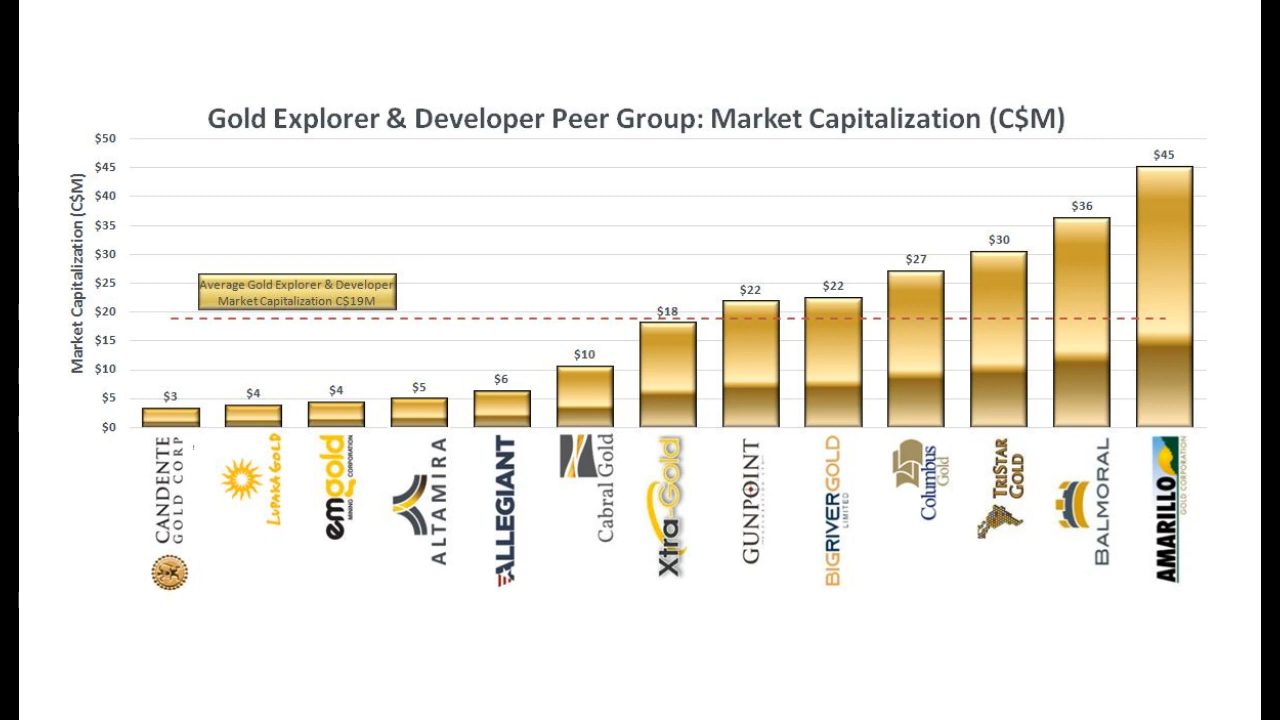 Gold Explorer & Developer Peer Group: Market Capitalization (C$M)
Market Capitalization (C$M)
$50
$45
$40
$35
$30
$25
$20
$15
$10
$5
$0
Average Gold Explorer & Developer
Market Capitalization C$19M
$3
$4
$4
$5
$6
$10
$18
$22
$22
$27
$30
$36
$45
CANDENTE
GOLD CORP
LUPAKA GOLD
emgold
MINING CORPORATION
ALTAMIRA
ALLEGIANT
Cabral Gold
Xtra-Gold
GUNPOINT
BIGRIVERGOLD
LIMITED
Columbus
Gold
TRISTAR
GOLD
BALMORAL
AMARILLO
GOLD CORPORATION